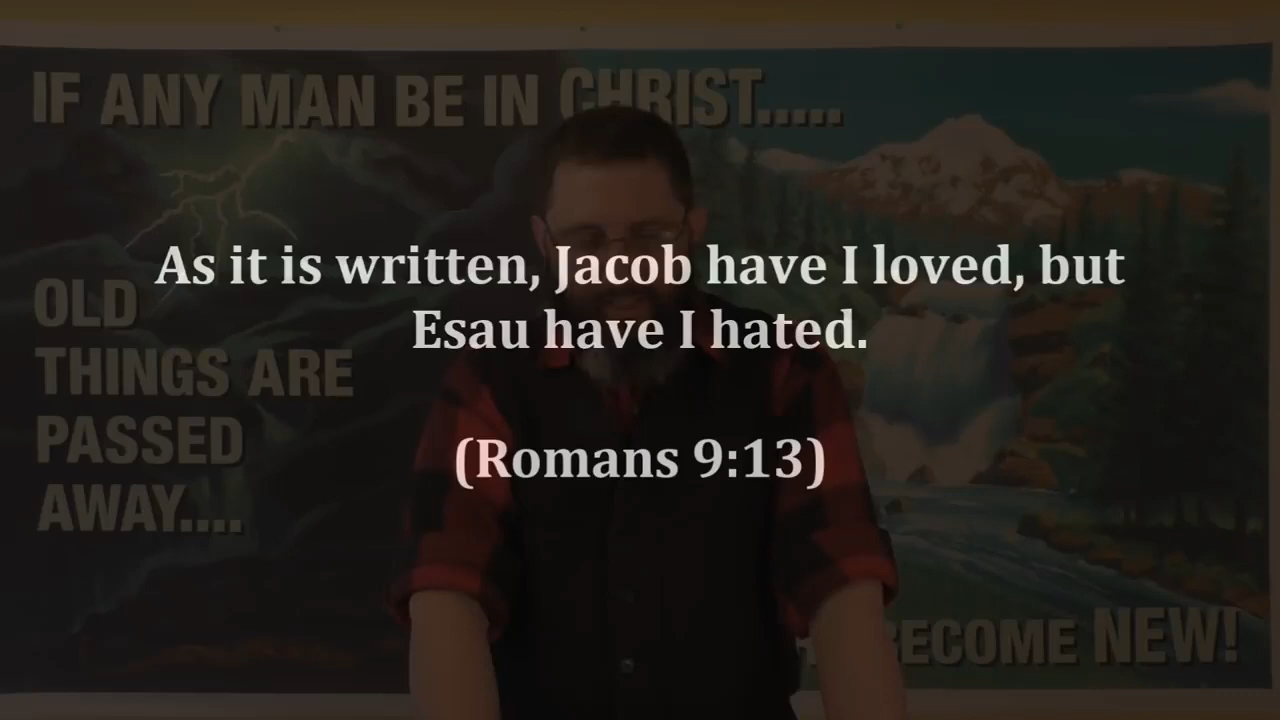 IF ANY MAN BE IN CHRIST.....
As it is written, Jacob have I loved, but
Esau have I hated.
(Romans 9:13)
OLD
THINGS ARE
PASSED
AWAY....
BECOME NEW!